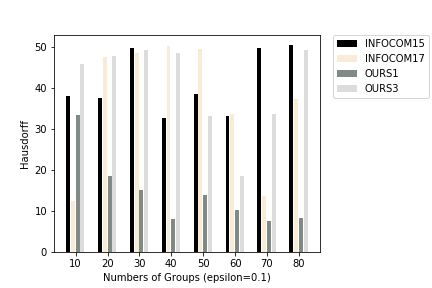 INFOCOM15
INFOCOM17
OURS1
OURS3
Hausdorff
50
40
30
20
10
0
10 20 30 40 50 60 70 80
Numbers of Groups (epsilon=0.1)